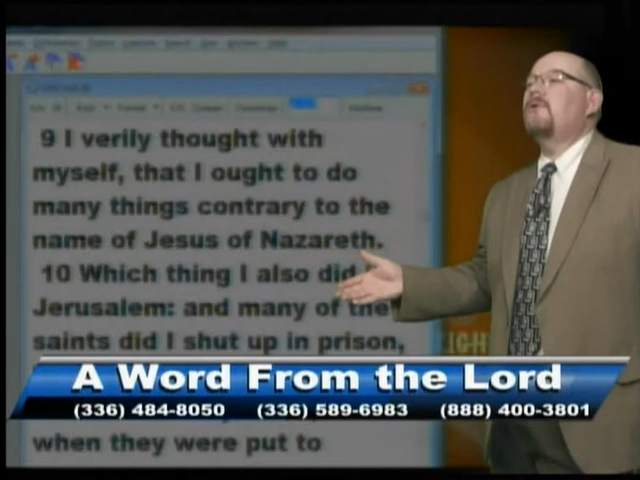 9 I verily thought with
myself, that I ought to do
many things contrary to the
name of Jesus of Nazareth.
10 Which thing I also did
Jerusalem: and many of the
saints did I shut up in prison,
IGHT
A Word From the Lord
(336) 484-8050 (336) 589-6983 (888) 400-3801
when they were put to